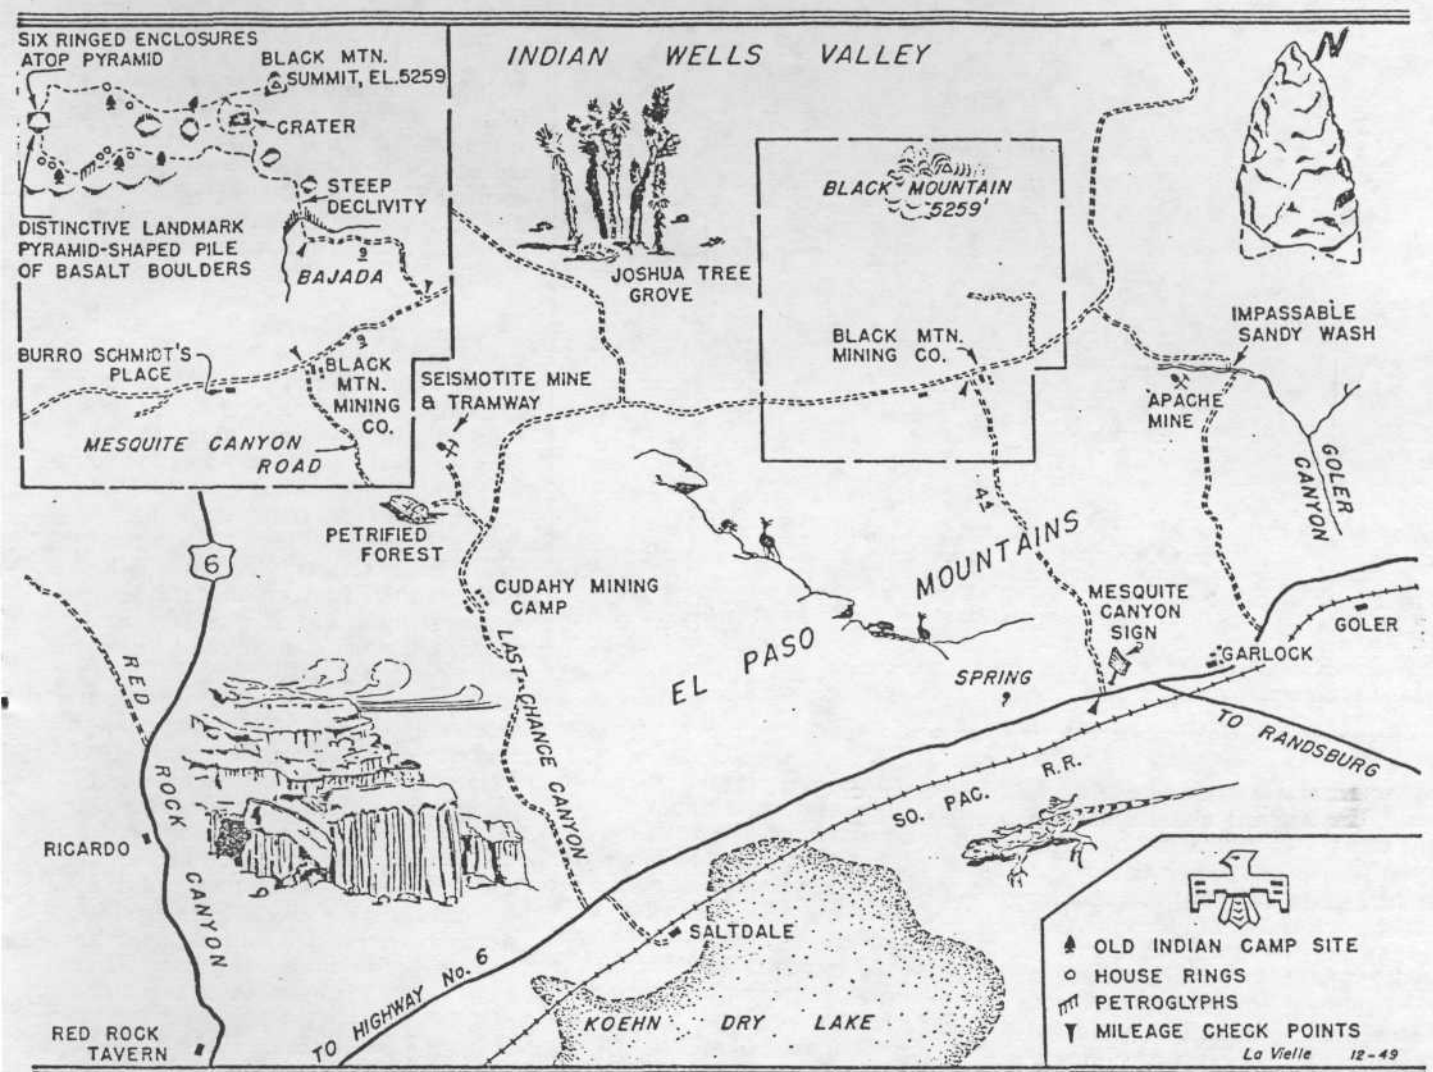 SIX RINGED ENCLOSURES
ATOP PYRAMID
BLACK MTN.
SUMMIT, EL. 5259
CRATER
STEEP
DECLIVITY
DISTINCTIVE LANDMARK
PYRAMID-SHAPED PILE
OF BASALT BOULDERS
BAJADA
BURRO SCHMIDT'S
PLACE
BLACK
MTN.
MINING
CO.
MESQUITE CANYON
ROAD
INDIAN WELLS VALLEY
N
JOSHUA TREE
GROVE
BLACK MOUNTAIN
5259
BLACK MTN.
MINING CO.
IMPASSABLE
SANDY WASH
APACHE
MINE
GOLER
CANYON
SEISMOTITE MINE
& TRAMWAY
PETRIFIED
FOREST
6
CUDAHY MINING
CAMP
LAST CHANCE CANYON
EL PASO MOUNTAINS
4.4
MESQUITE
CANYON
SIGN
SPRING
GARLOCK
GOLER
TO RANDSBURG
RED ROCK CANYON
RICARDO
RED ROCK
TAVERN
SO. PAC. R.R.
SALTDALE
TO HIGHWAY No. 6
KOEHN DRY LAKE
OLD INDIAN CAMP SITE
HOUSE RINGS
PETROGLYPHS
MILEAGE CHECK POINTS
La Vielle 12-49